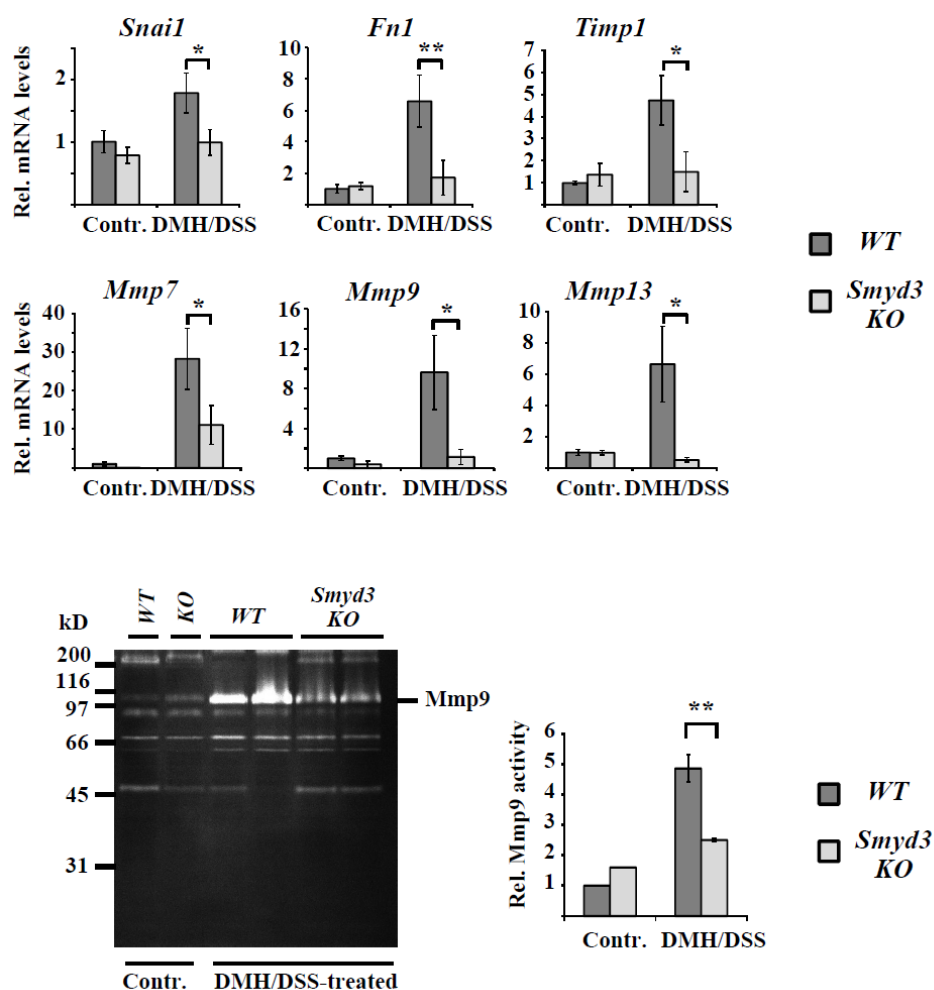 Snai1 Fn1 Timp1
Rel. mRNA levels
2
1
*
Contr. DMH/DSS
10
8
6
4
2
**
Contr. DMH/DSS
7
6
5
4
3
2
1
*
Contr. DMH/DSS
WT
Smyd3
KO
Mmp7 Mmp9 Mmp13
Rel. mRNA levels
40
30
20
10
*
Contr. DMH/DSS
16
12
8
4
*
Contr. DMH/DSS
10
8
6
4
2
*
Contr. DMH/DSS
kD
WT KO WT Smyd3
KO
200
116
97
66
45
31
Mmp9
Contr. DMH/DSS-treated
Rel. Mmp9 activity
6
5
4
3
2
1
**
Contr. DMH/DSS
WT
Smyd3
KO